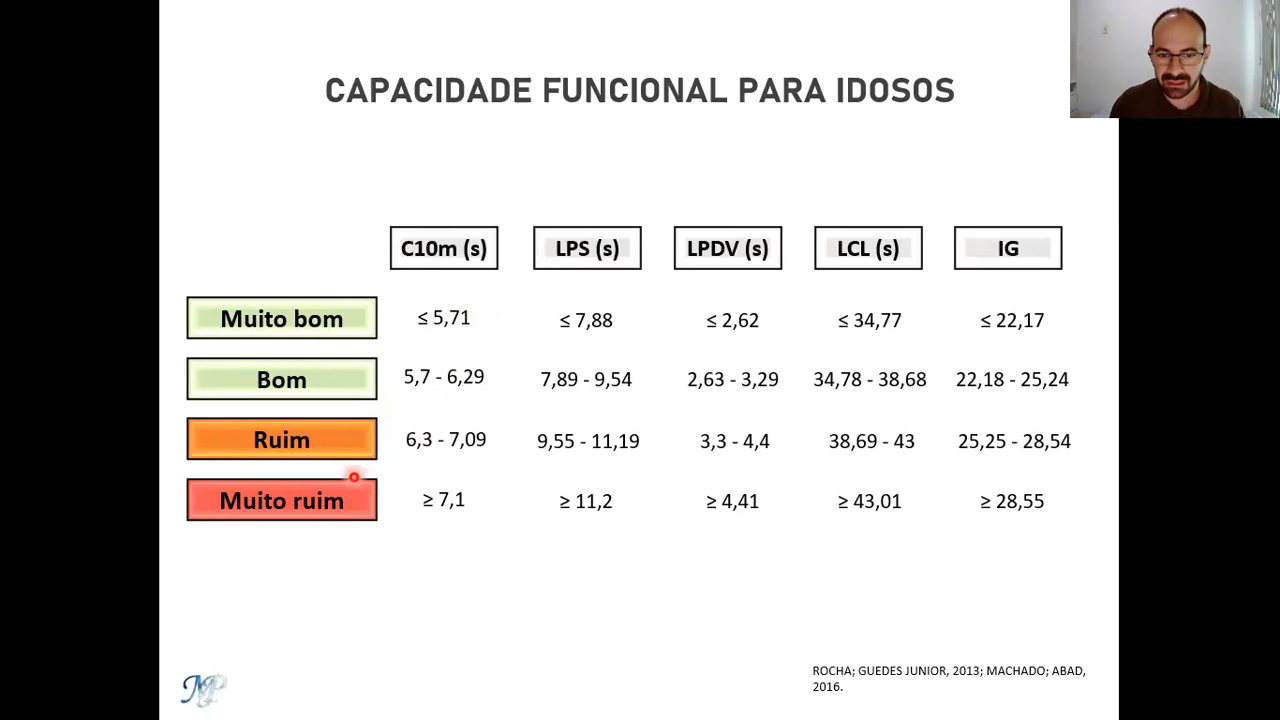 CAPACIDADE FUNCIONAL PARA IDOSOS
C10m (s) LPS (s) LPDV (s) LCL (s) IG
Muito bom ≤ 5,71 ≤ 7,88 ≤ 2,62 ≤ 34,77 ≤ 22,17
Bom 5,7 - 6,29 7,89 - 9,54 2,63 - 3,29 34,78 - 38,68 22,18 - 25,24
Ruim 6,3 - 7,09 9,55 - 11,19 3,3 - 4,4 38,69 - 43 25,25 - 28,54
Muito ruim ≥ 7,1 ≥ 11,2 ≥ 4,41 ≥ 43,01 ≥ 28,55
ROCHA; GUEDES JUNIOR, 2013; MACHADO; ABAD,
2016.
MP